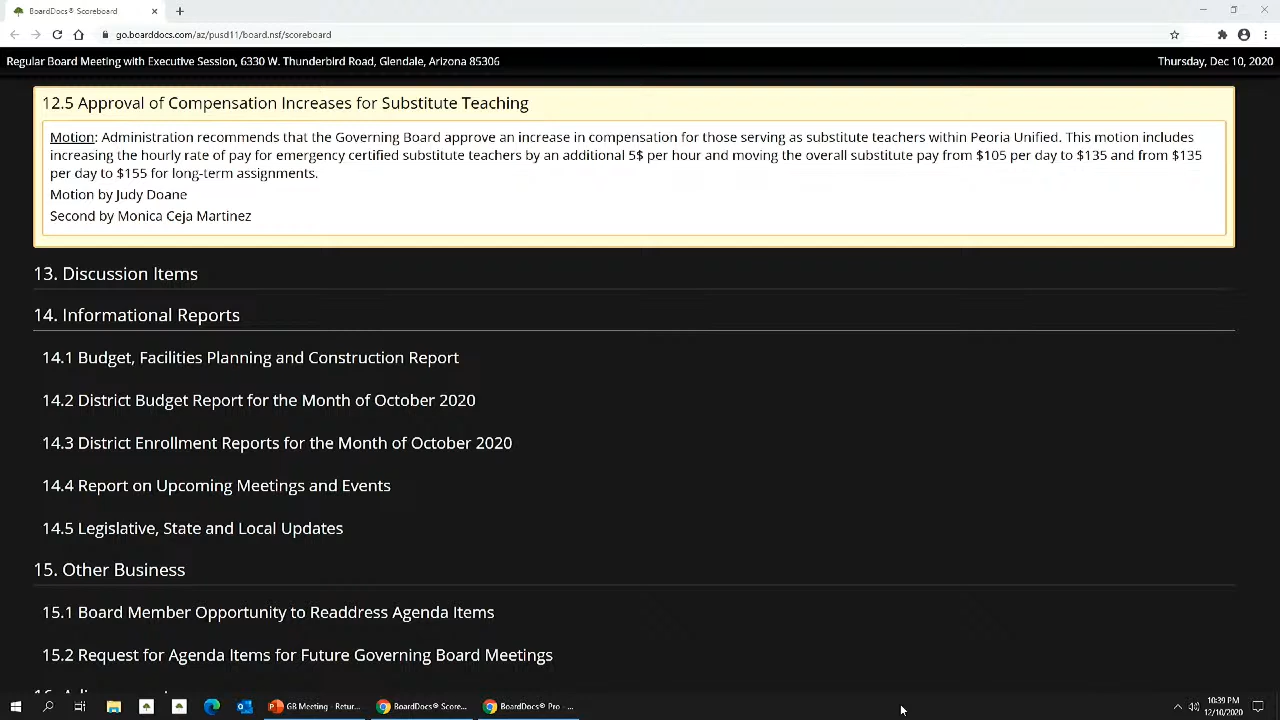 BoardDocs® Scoreboard
go.boarddocs.com/az/pusd11/board.nsf/scoreboard
Regular Board Meeting with Executive Session, 6330 W. Thunderbird Road, Glendale, Arizona 85306
Thursday, Dec 10, 2020
12.5 Approval of Compensation Increases for Substitute Teaching
Motion: Administration recommends that the Governing Board approve an increase in compensation for those serving as substitute teachers within Peoria Unified. This motion includes
increasing the hourly rate of pay for emergency certified substitute teachers by an additional 5$ per hour and moving the overall substitute pay from $105 per day to $135 and from $135
per day to $155 for long-term assignments.
Motion by Judy Doane
Second by Monica Ceja Martinez
13. Discussion Items
14. Informational Reports
14.1 Budget, Facilities Planning and Construction Report
14.2 District Budget Report for the Month of October 2020
14.3 District Enrollment Reports for the Month of October 2020
14.4 Report on Upcoming Meetings and Events
14.5 Legislative, State and Local Updates
15. Other Business
15.1 Board Member Opportunity to Readdress Agenda Items
15.2 Request for Agenda Items for Future Governing Board Meetings
GB Meeting - Retur...
BoardDocs® Score...
BoardDocs® Pro - ...
10:39 PM
12/10/2020